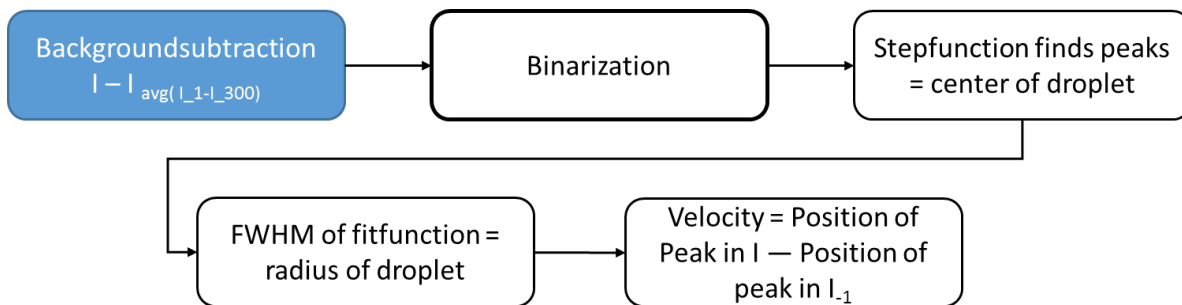 Backgroundsubtraction
I – I avg( I_1-I_300)
Binarization
Stepfunction finds peaks
= center of droplet
FWHM of fitfunction =
radius of droplet
Velocity = Position of
Peak in I — Position of
peak in I-1